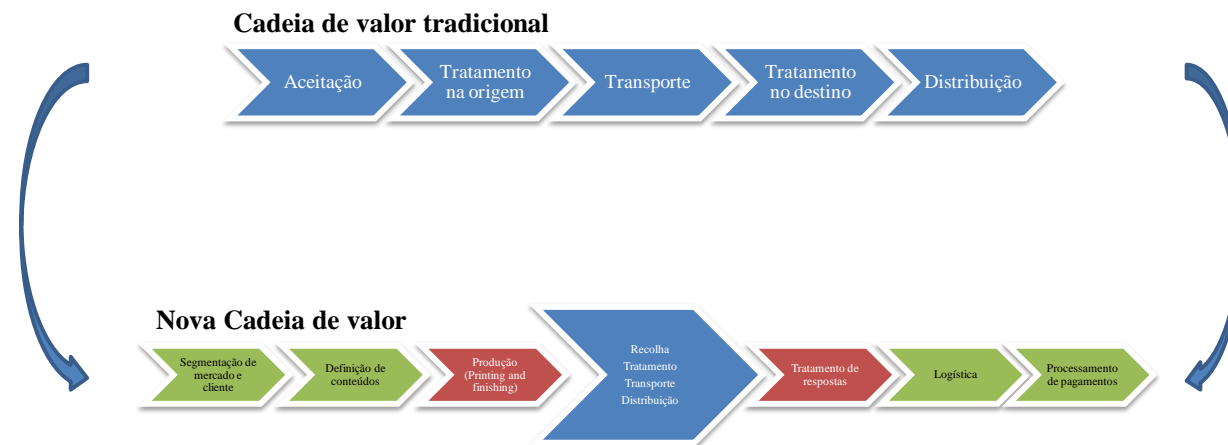 Cadeia de valor tradicional
Aceitação
Tratamento
na origem
Transporte
Tratamento
no destino
Distribuição
Nova Cadeia de valor
Segmentação de
mercado e
cliente
Definição de
conteúdos
Produção
(Printing and
finishing)
Recolha
Tratamento
Transporte
Distribuição
Tratamento de
respostas
Logística
Processamento
de pagamentos